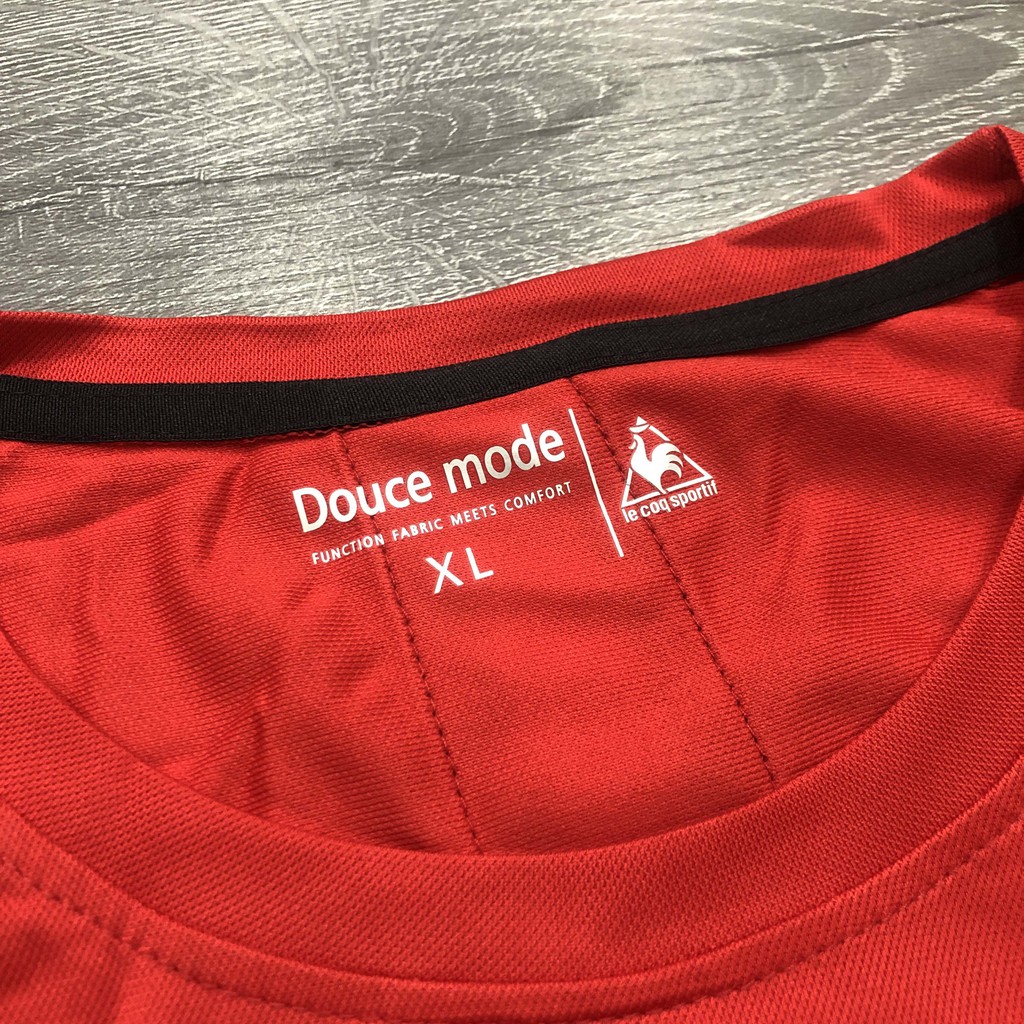 Douce mode
FUNCTION FABRIC MEETS COMFORT
XL
le coq sportif